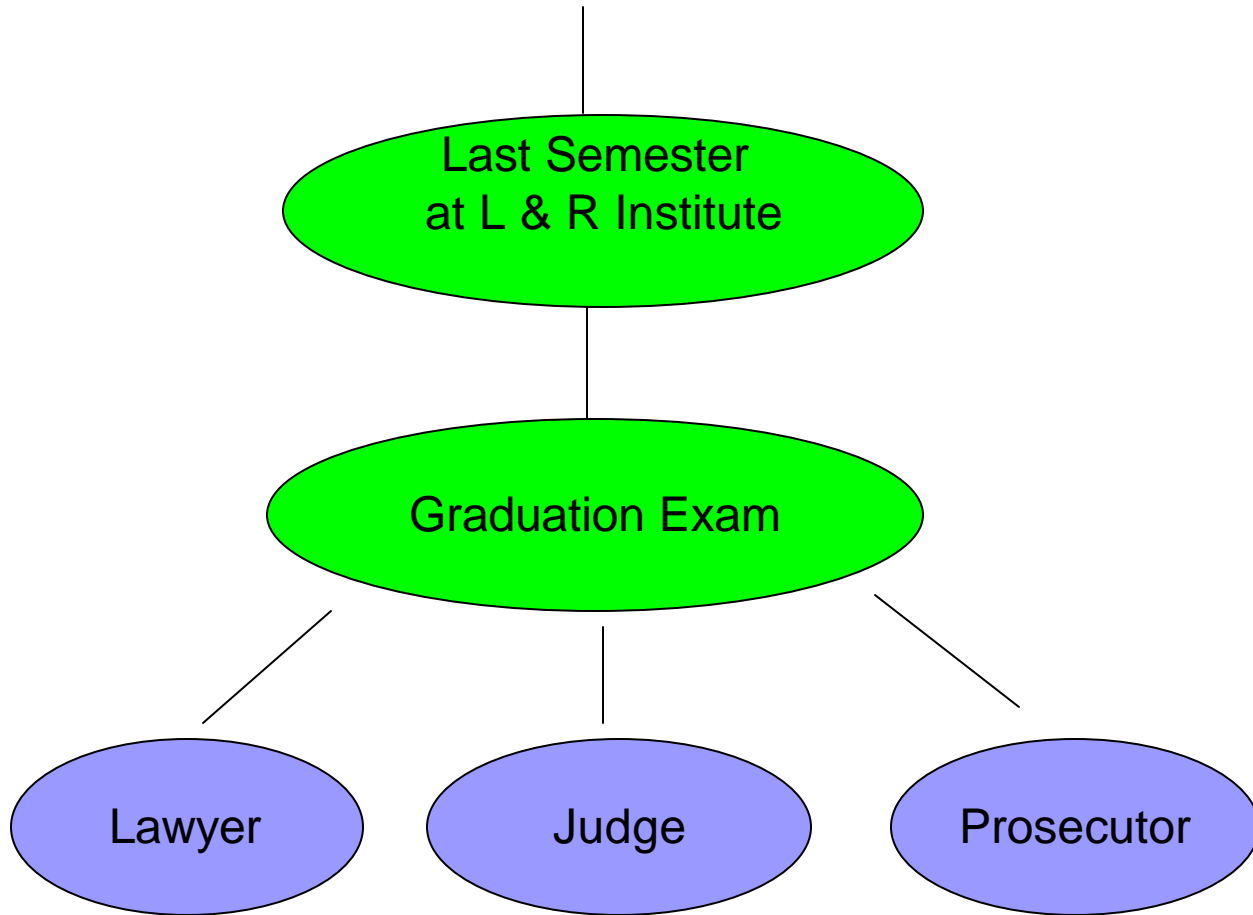 Last Semester
at L & R Institute
Graduation Exam
Lawyer
Judge
Prosecutor